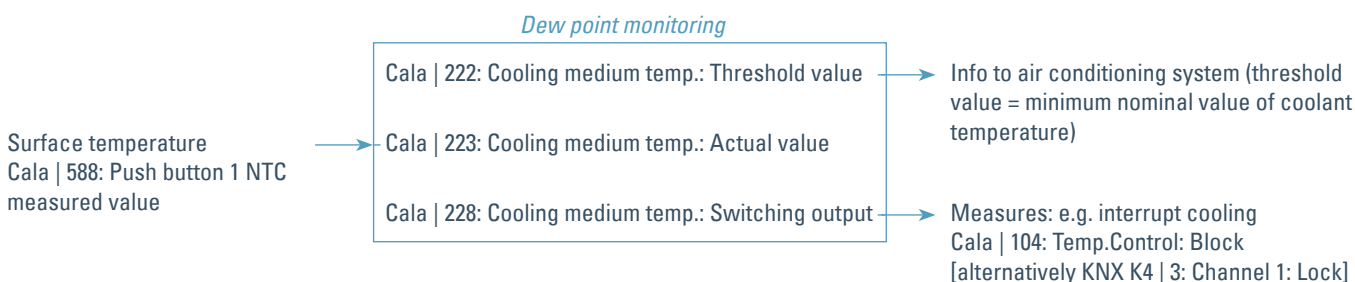 Dew point monitoring
Cala | 222: Cooling medium temp.: Threshold value
Info to air conditioning system (threshold
value = minimum nominal value of coolant
temperature)
Surface temperature
Cala | 588: Push button 1 NTC
measured value
Cala | 223: Cooling medium temp.: Actual value
Cala | 228: Cooling medium temp.: Switching output
Measures: e.g. interrupt cooling
Cala | 104: Temp.Control: Block
[alternatively KNX K4 | 3: Channel 1: Lock]